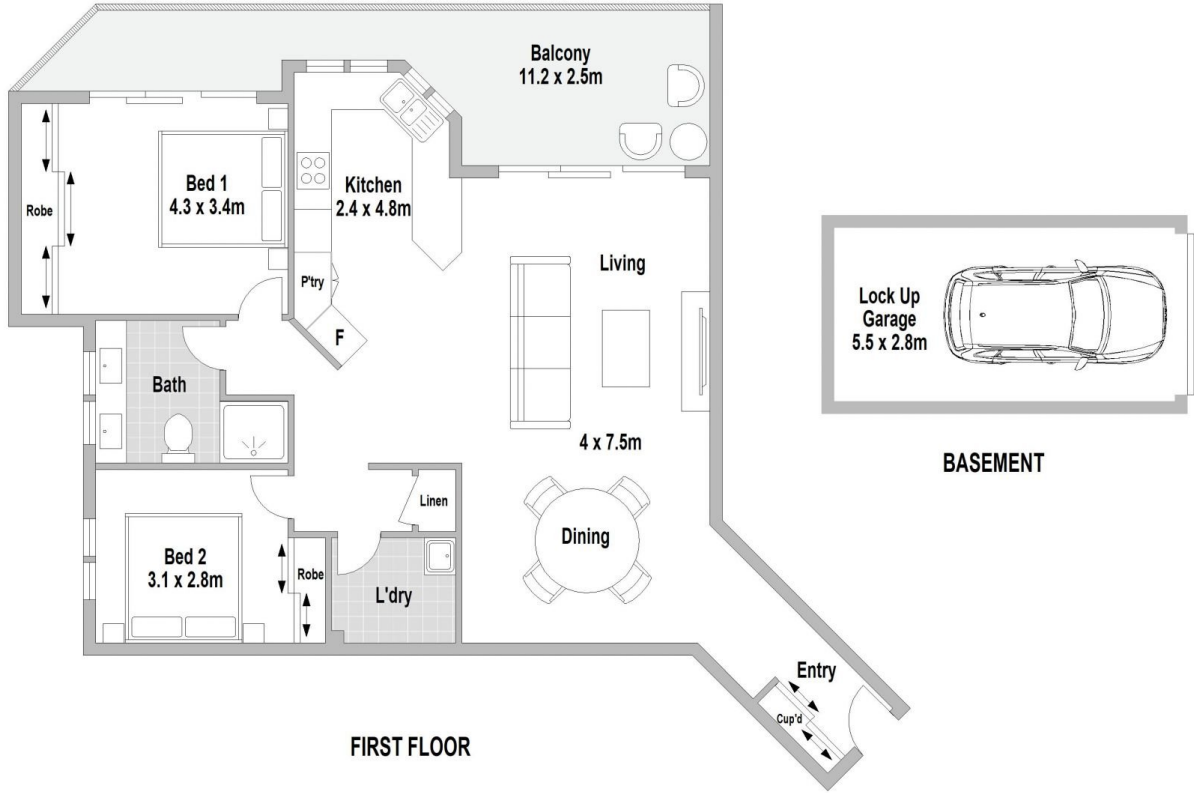 Balcony
11.2 x 2.5m
Bed 1
4.3 x 3.4m
Robe
Kitchen
2.4 x 4.8m
P'try
F
Living
4 x 7.5m
Dining
Bath
Linen
Bed 2
3.1 x 2.8m
Robe
L'dry
Entry
Cup'd
FIRST FLOOR
Lock Up
Garage
5.5 x 2.8m
BASEMENT